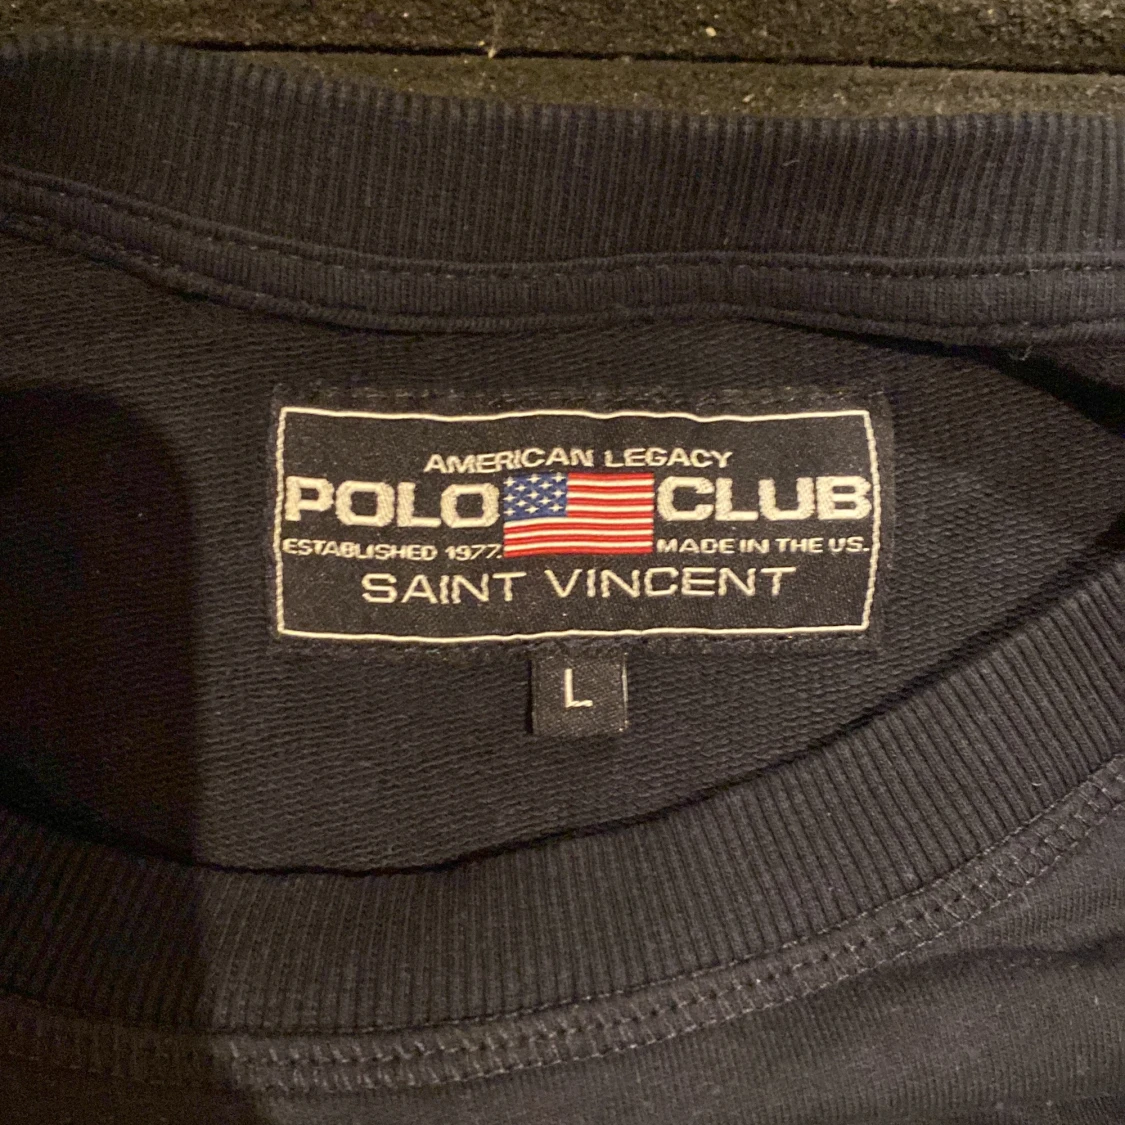 AMERICAN LEGACY
POLO CLUB
ESTABLISHED 1977. MADE IN THE US.
SAINT VINCENT
L